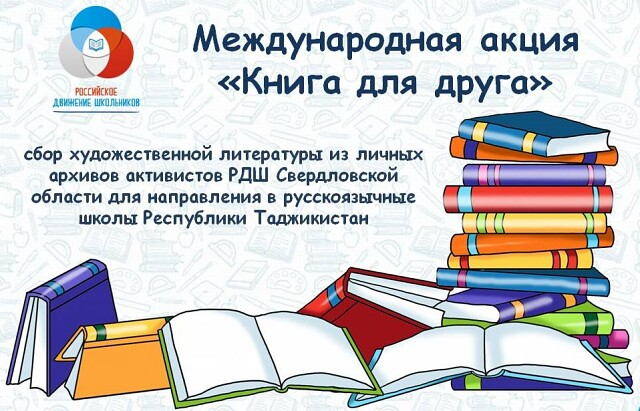 Международная акция
«Книга для друга»
РОССИЙСКОЕ
ДВИЖЕНИЕ ШКОЛЬНИКОВ
сбор художественной литературы из личных
архивов активистов РДШ Свердловской
области для направления в русскоязычные
школы Республики Таджикистан